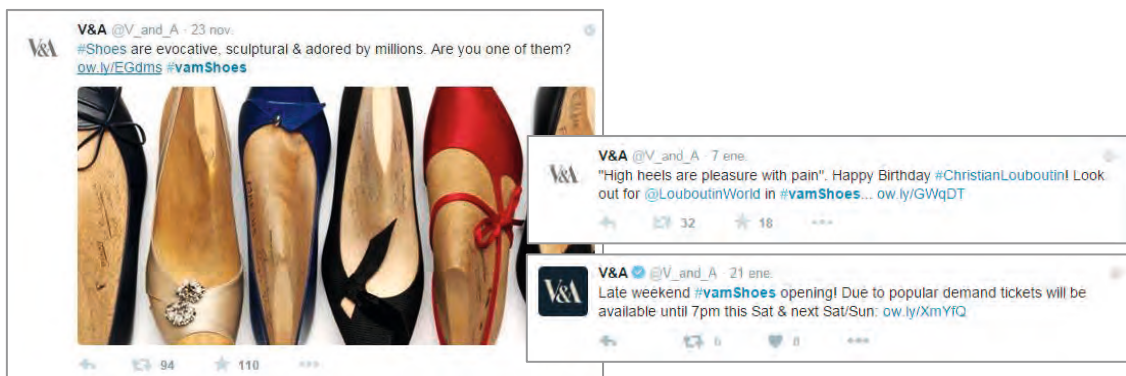 V&A @V_and_A · 23 nov.
V&A
#Shoes are evocative, sculptural & adored by millions. Are you one of them?
ow.ly/EGdms #vamShoes
94 110
V&A @V_and_A · 7 ene.
V&A
"High heels are pleasure with pain". Happy Birthday #ChristianLouboutin! Look
out for @LouboutinWorld in #vamShoes... ow.ly/GWqDT
32 18
V&A @V_and_A · 21 ene.
V&A
Late weekend #vamShoes opening! Due to popular demand tickets will be
available until 7pm this Sat & next Sat/Sun: ow.ly/XmYfQ
6 8